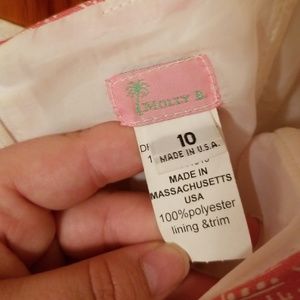 MOLLY B.
10
MADE IN U.S.A.
MADE IN
MASSACHUSETTS
USA
100%polyester
lining &trim